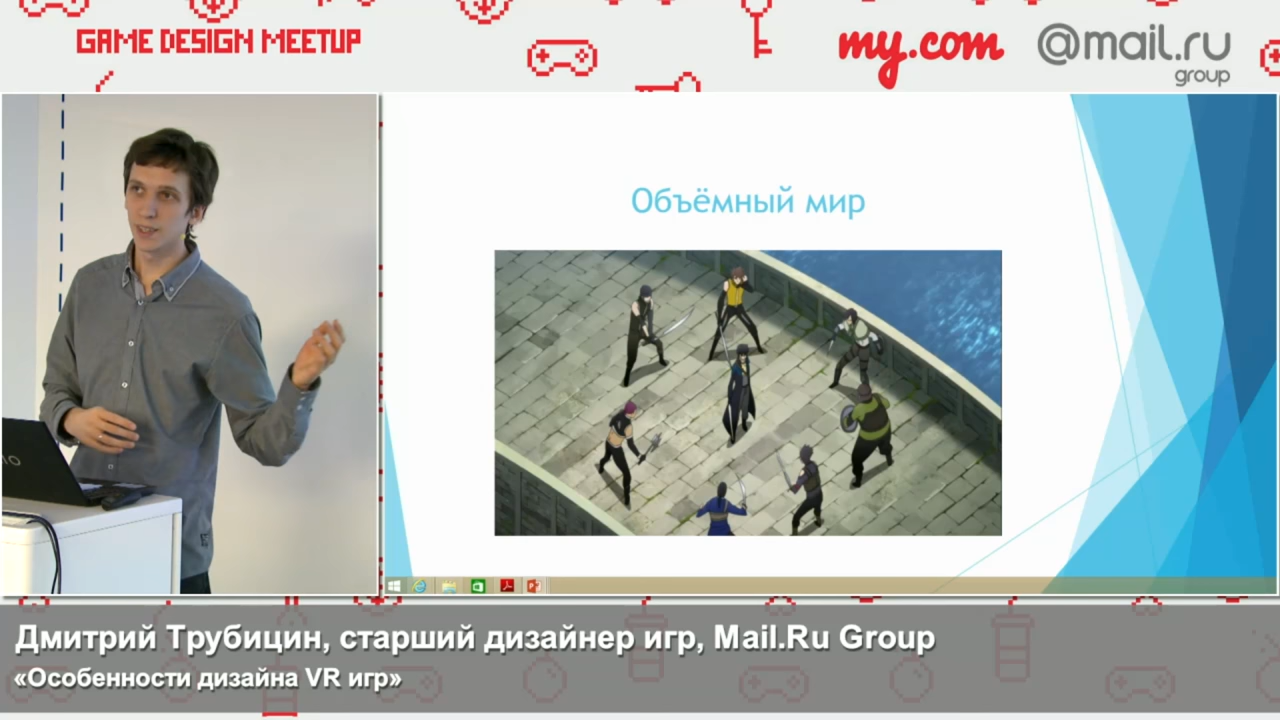 GAME DESIGN MEETUP
my.com
@mail.ru
group
Объёмный мир
Дмитрий Трубицин, старший дизайнер игр, Mail.Ru Group
«Особенности дизайна VR игр»